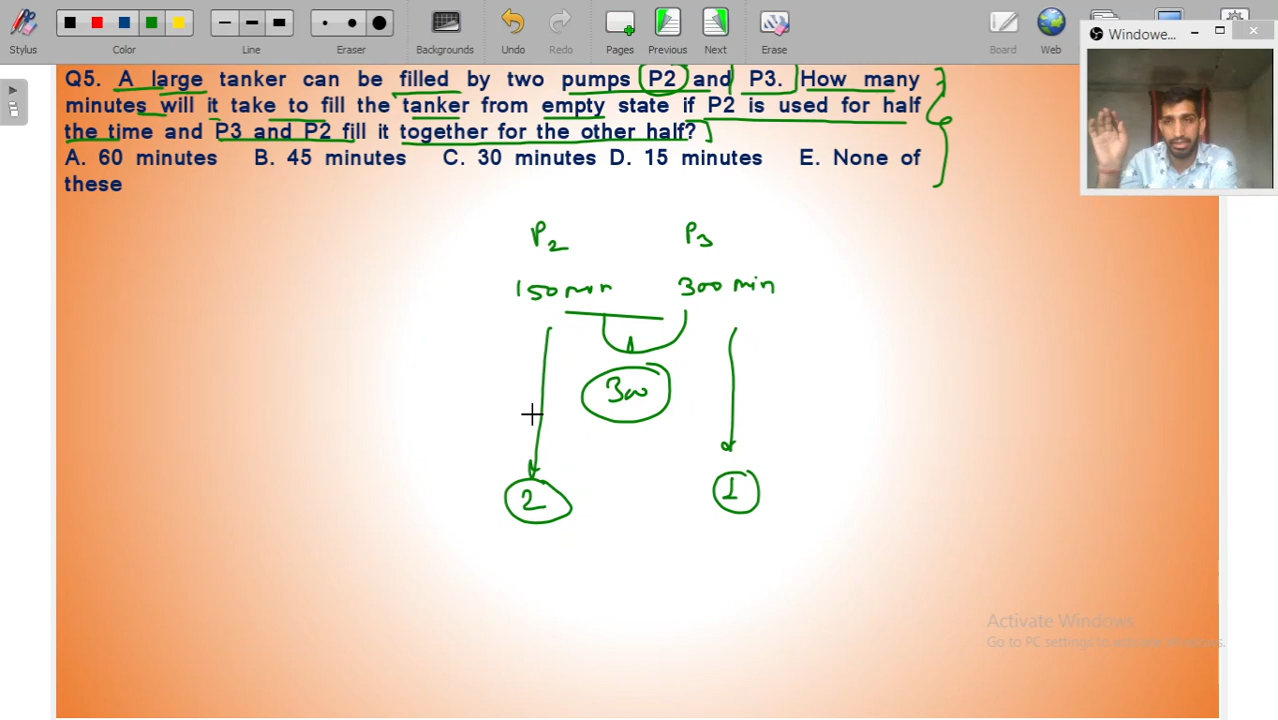 Stylus Color Line Eraser Backgrounds Undo Redo Pages Previous Next Erase Board Web
Windowe...
Q5. A large tanker can be filled by two pumps P2 and P3. How many
minutes will it take to fill the tanker from empty state if P2 is used for half
the time and P3 and P2 fill it together for the other half?
A. 60 minutes B. 45 minutes C. 30 minutes D. 15 minutes E. None of
these
P2 P3
150 min 300 min
300
2 1
Activate Windows
Go to PC settings to activate Windows.